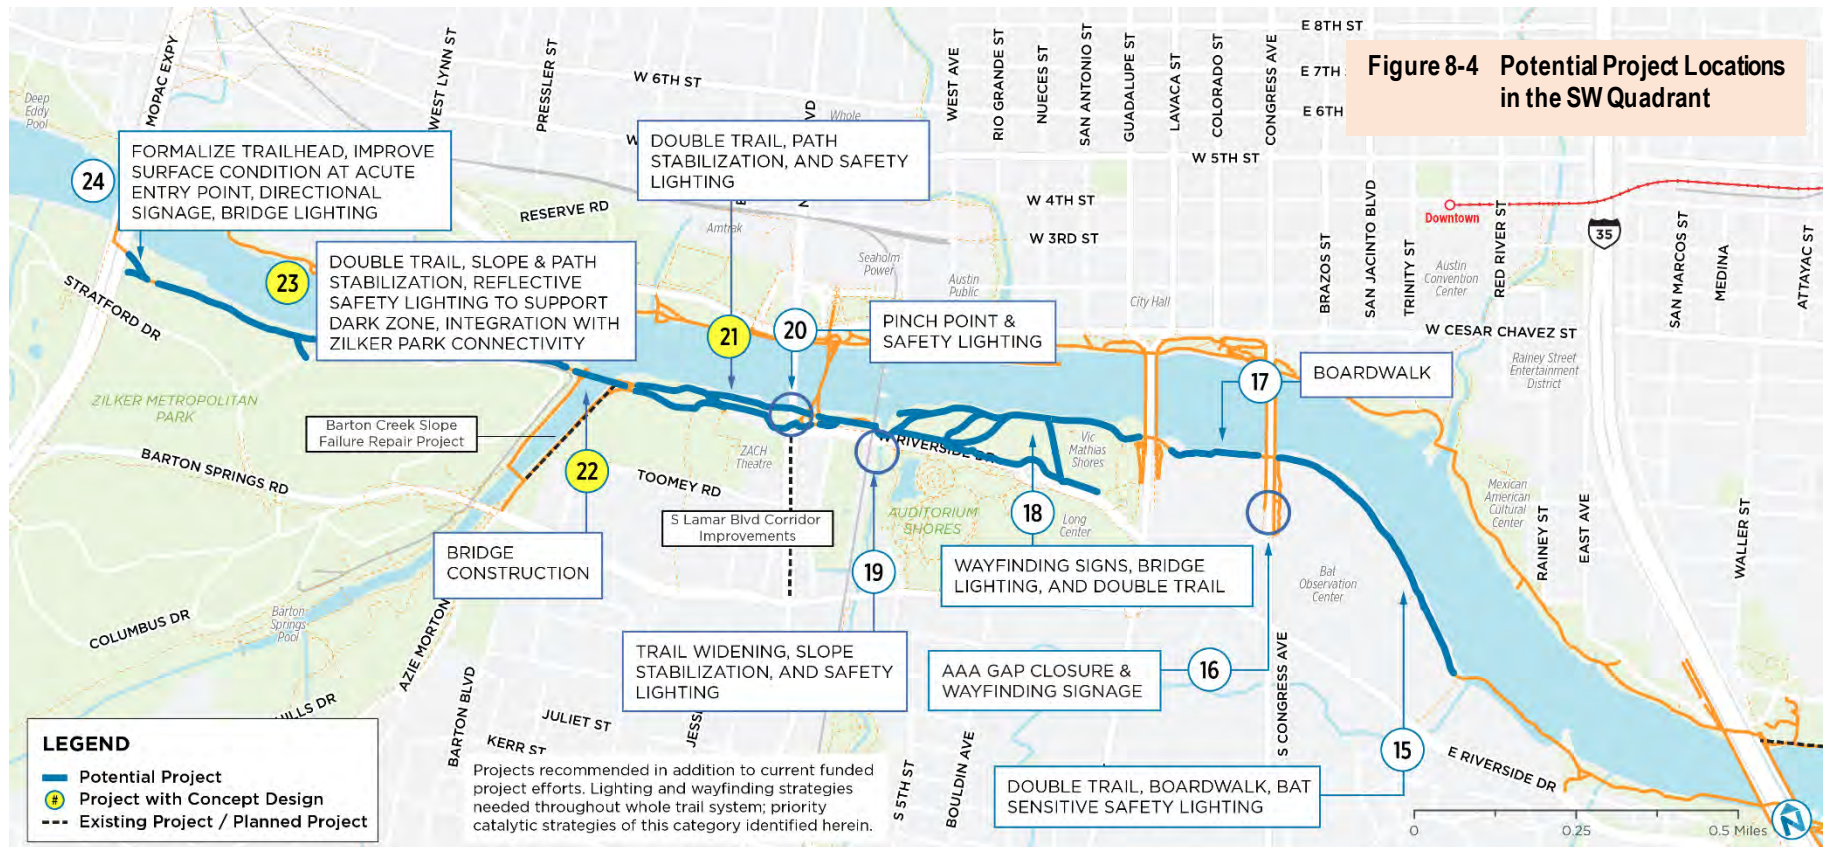 Figure 8-4 Potential Project Locations
in the SW Quadrant
MOPAC EXPY
WEST LYNN ST
PRESSLER ST
W 6TH ST
WEST AVE
RIO GRANDE ST
NUECES ST
SAN ANTONIO ST
GUADALUPE ST
LAVACA ST
COLORADO ST
CONGRESS AVE
E 8TH ST
E 7TH
E 6TH
W 5TH ST
W 4TH ST
W 3RD ST
Deep
Eddy
Pool
Whole
24
FORMALIZE TRAILHEAD, IMPROVE
SURFACE CONDITION AT ACUTE
ENTRY POINT, DIRECTIONAL
SIGNAGE, BRIDGE LIGHTING
DOUBLE TRAIL, PATH
STABILIZATION, AND SAFETY
LIGHTING
RESERVE RD
Amtrak
Seaholm
Power
Austin
Public
City Hall
BRAZOS ST
SAN JACINTO BLVD
TRINITY ST
RED RIVER ST
Downtown
Austin
Convention
Center
35
SAN MARCOS ST
MEDINA
ATTAYAC ST
23
DOUBLE TRAIL, SLOPE & PATH
STABILIZATION, REFLECTIVE
SAFETY LIGHTING TO SUPPORT
DARK ZONE, INTEGRATION WITH
ZILKER PARK CONNECTIVITY
STRATFORD DR
21
20
PINCH POINT &
SAFETY LIGHTING
W CESAR CHAVEZ ST
Rainey Street
Entertainment
District
17
BOARDWALK
ZILKER METROPOLITAN
PARK
Barton Creek Slope
Failure Repair Project
BARTON SPRINGS RD
22
BRIDGE
CONSTRUCTION
TOOMEY RD
ZACH
Theatre
S Lamar Blvd Corridor
Improvements
W RIVERSIDE DR
Vic
Mathias
Shores
AUDITORIUM
SHORES
18
Long
Center
WAYFINDING SIGNS, BRIDGE
LIGHTING, AND DOUBLE TRAIL
19
TRAIL WIDENING, SLOPE
STABILIZATION, AND SAFETY
LIGHTING
AAA GAP CLOSURE &
WAYFINDING SIGNAGE
16
Bat
Observation
Center
Mexican
American
Cultural
Center
RAINEY ST
EAST AVE
WALLER ST
COLUMBUS DR
Barton
Springs
Pool
AZIE MORTON
BARTON BLVD
JULIET ST
KERR ST
S 5TH ST
BOULDIN AVE
S CONGRESS AVE
15
DOUBLE TRAIL, BOARDWALK, BAT
SENSITIVE SAFETY LIGHTING
E RIVERSIDE DR
LEGEND
Potential Project
# Project with Concept Design
Existing Project / Planned Project
Projects recommended in addition to current funded
project efforts. Lighting and wayfinding strategies
needed throughout whole trail system; priority
catalytic strategies of this category identified herein.
0 0.25 0.5 Miles
N